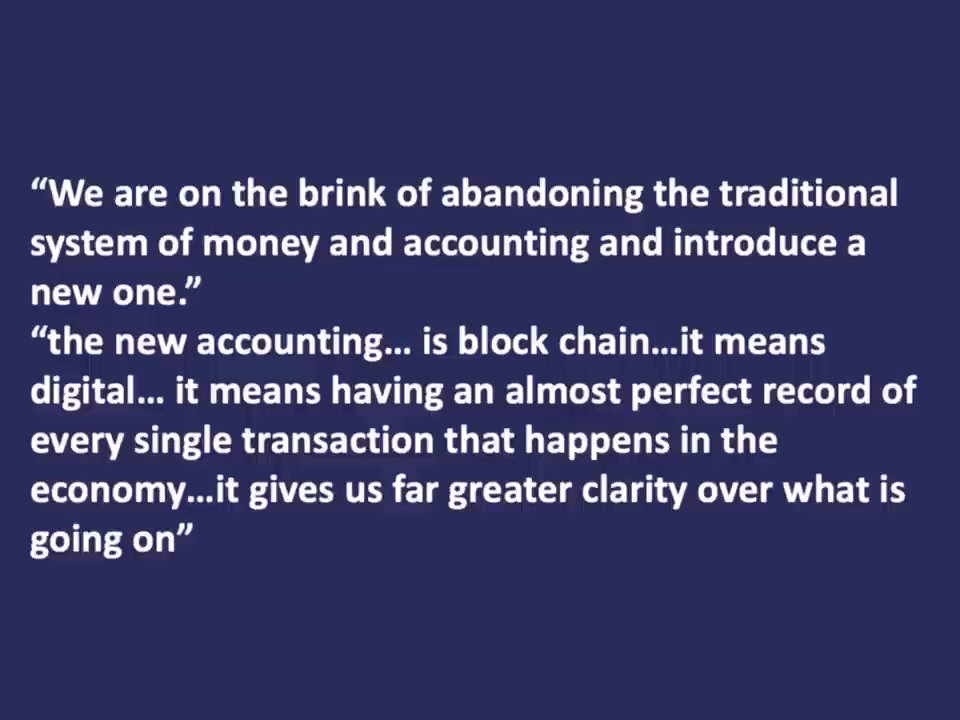 “We are on the brink of abandoning the traditional
system of money and accounting and introduce a
new one.”
“the new accounting... is block chain...it means
digital... it means having an almost perfect record of
every single transaction that happens in the
economy...it gives us far greater clarity over what is
going on”